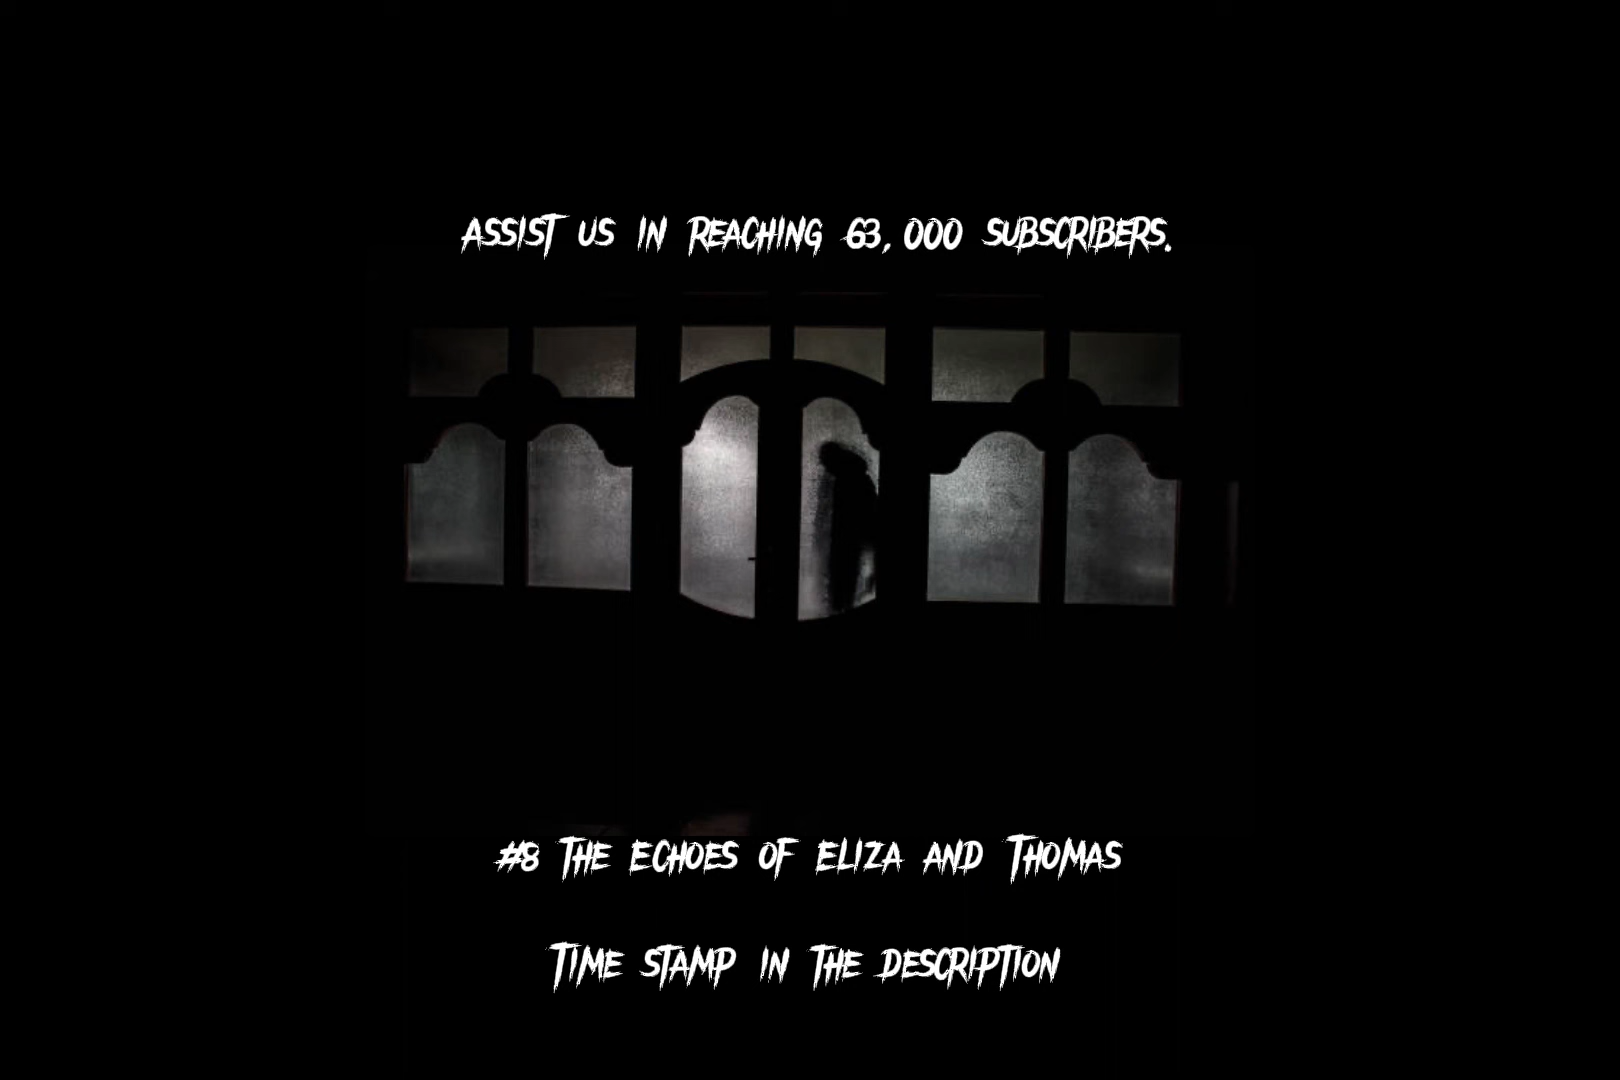 Assist us in reaching 63,000 subscribers.
#8 The Echoes of Eliza and Thomas
Time stamp in the description